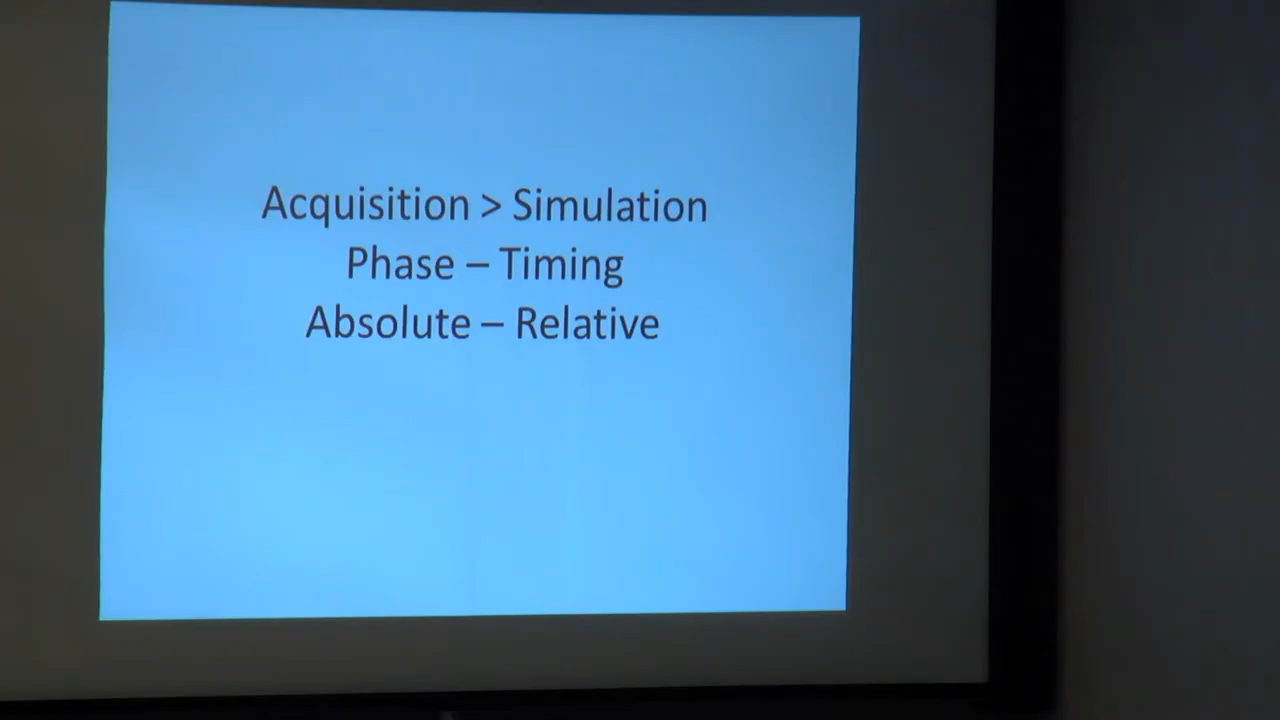 Acquisition > Simulation
Phase – Timing
Absolute – Relative